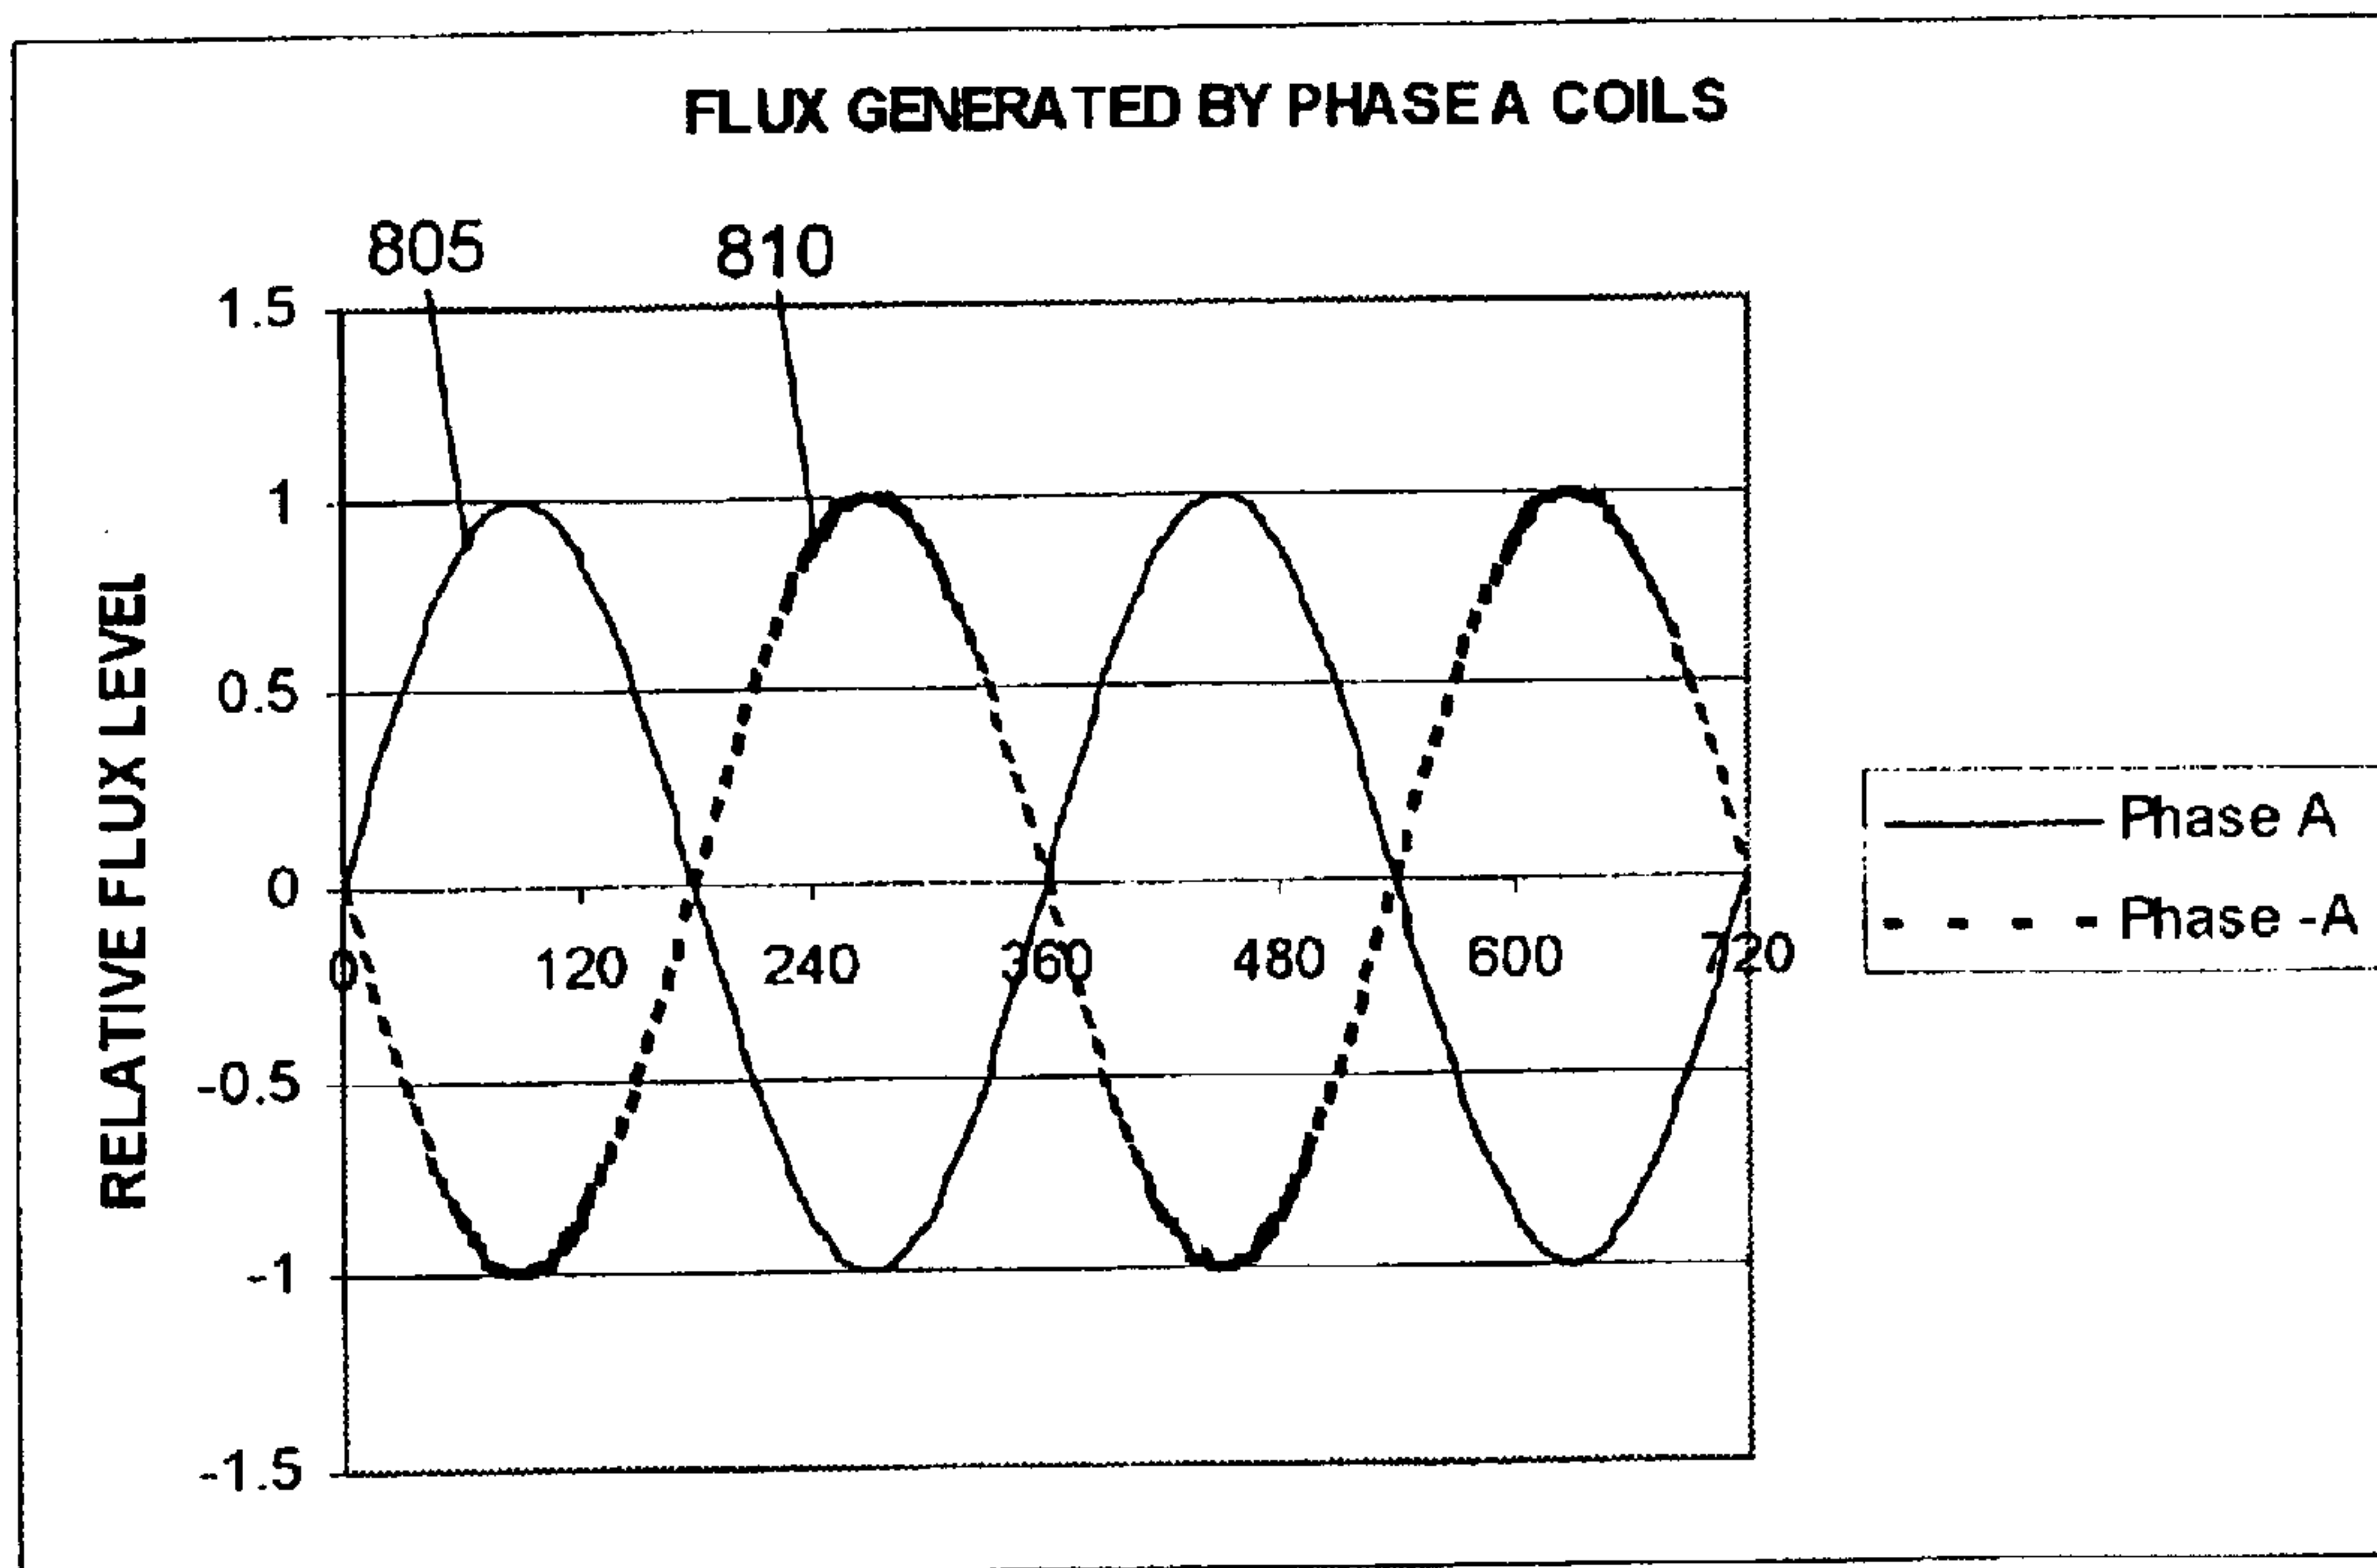 FLUX GENERATED BY PHASE A COILS
805 810
1.5
1
0.5
0
-0.5
-1
-1.5
0 120 240 360 480 600 720
RELATIVE FLUX LEVEL
Phase A
Phase -A